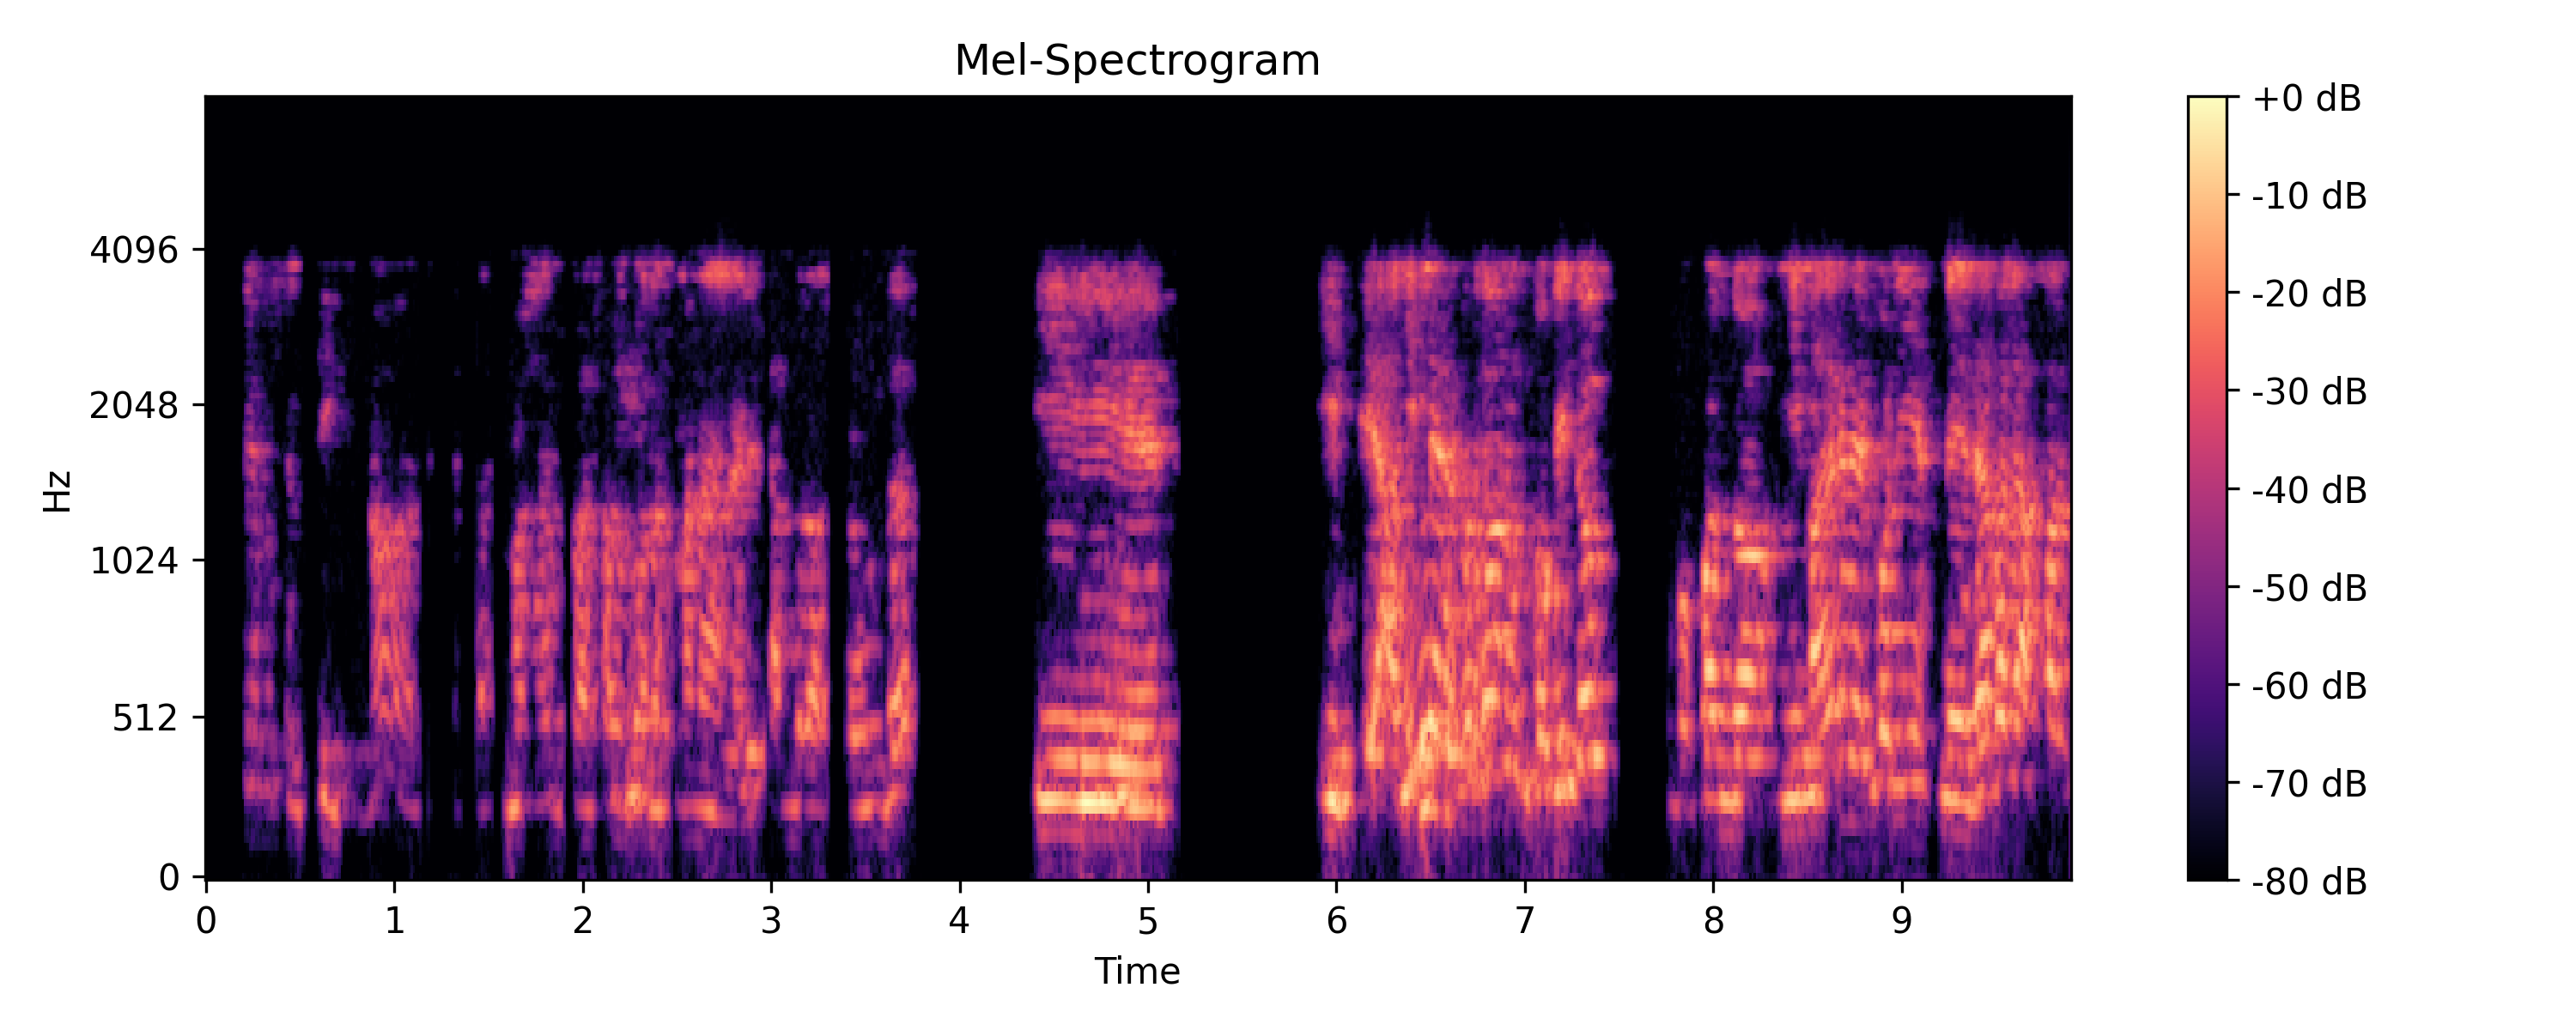 Mel-Spectrogram
+0 dB
-10 dB
-20 dB
-30 dB
-40 dB
-50 dB
-60 dB
-70 dB
-80 dB
Hz
4096
2048
1024
512
0
0 1 2 3 4 5 6 7 8 9
Time